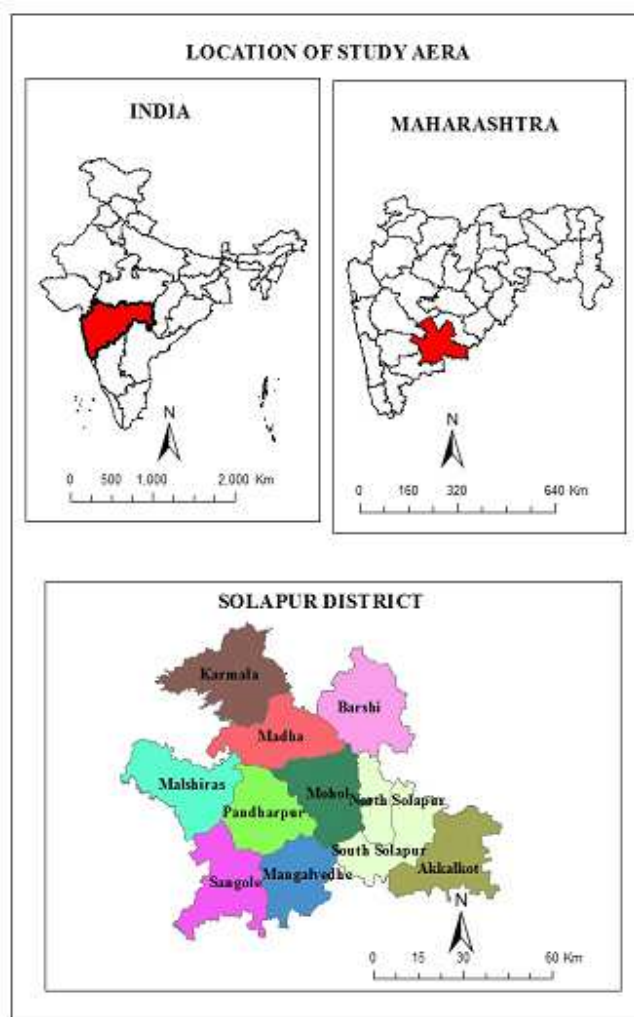 LOCATION OF STUDY AERA
INDIA
N
0 500 1,000 2,000 Km
MAHARASHTRA
N
0 160 320 640 Km
SOLAPUR DISTRICT
Karmala
Barshi
Madha
Malshiras
Mohol
North Solapur
Pandharpur
South Solapur
Mangalvedhe
Akkalkot
Sangole
N
0 15 30 60 Km